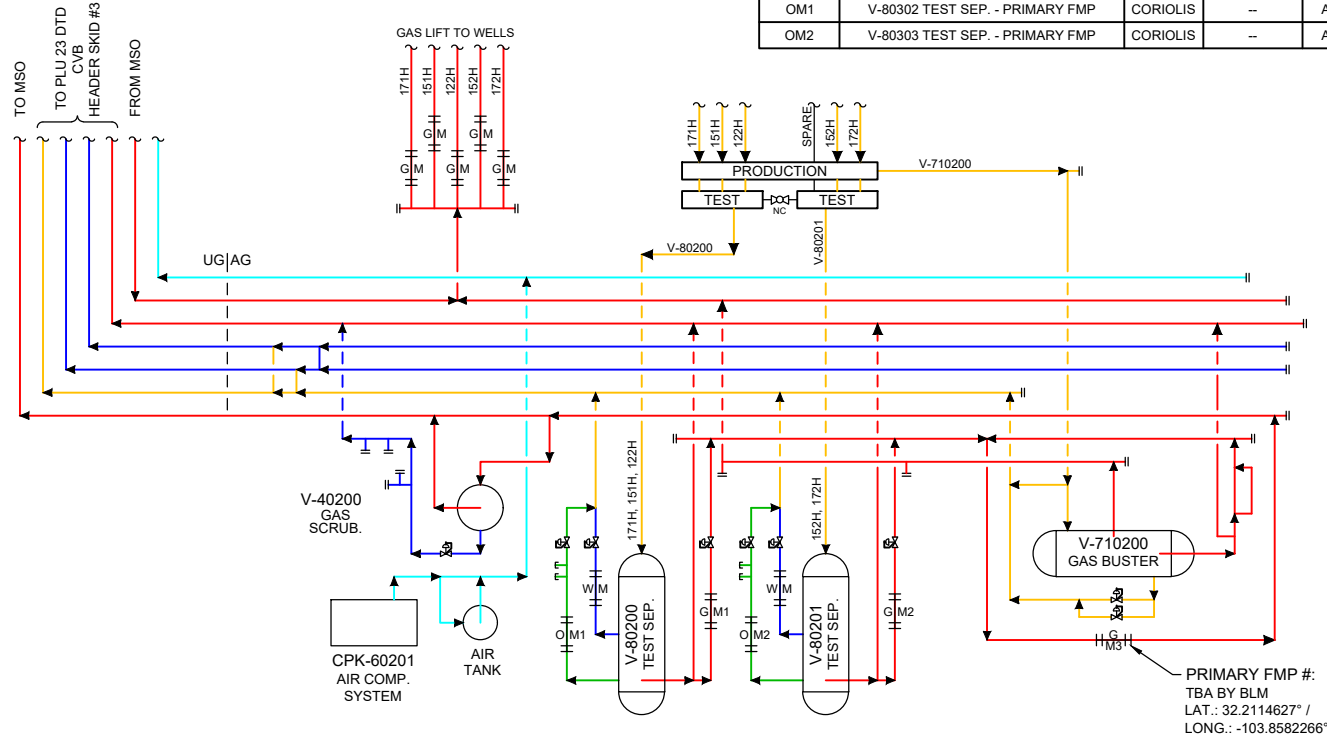 OM1 V-80302 TEST SEP. - PRIMARY FMP CORIOLIS -- A
OM2 V-80303 TEST SEP. - PRIMARY FMP CORIOLIS -- A
TO MSO
TO PLU 23 DTD
CVB
HEADER SKID #3
FROM MSO
GAS LIFT TO WELLS
171H
151H
122H
152H
172H
G M
G M
G M
G M
G M
171H
151H
122H
SPARE
152H
172H
PRODUCTION
V-710200
TEST
NC
TEST
V-80200
V-80201
UG AG
V-40200
GAS
SCRUB.
171H, 151H, 122H
152H, 172H
V-710200
GAS BUSTER
W M
O M1
G M1
V-80200
TEST SEP.
W M
O M2
G M2
V-80201
TEST SEP.
G
M3
CPK-60201
AIR COMP.
SYSTEM
AIR
TANK
PRIMARY FMP #:
TBA BY BLM
LAT.: 32.2114627° /
LONG.: -103.8582266°